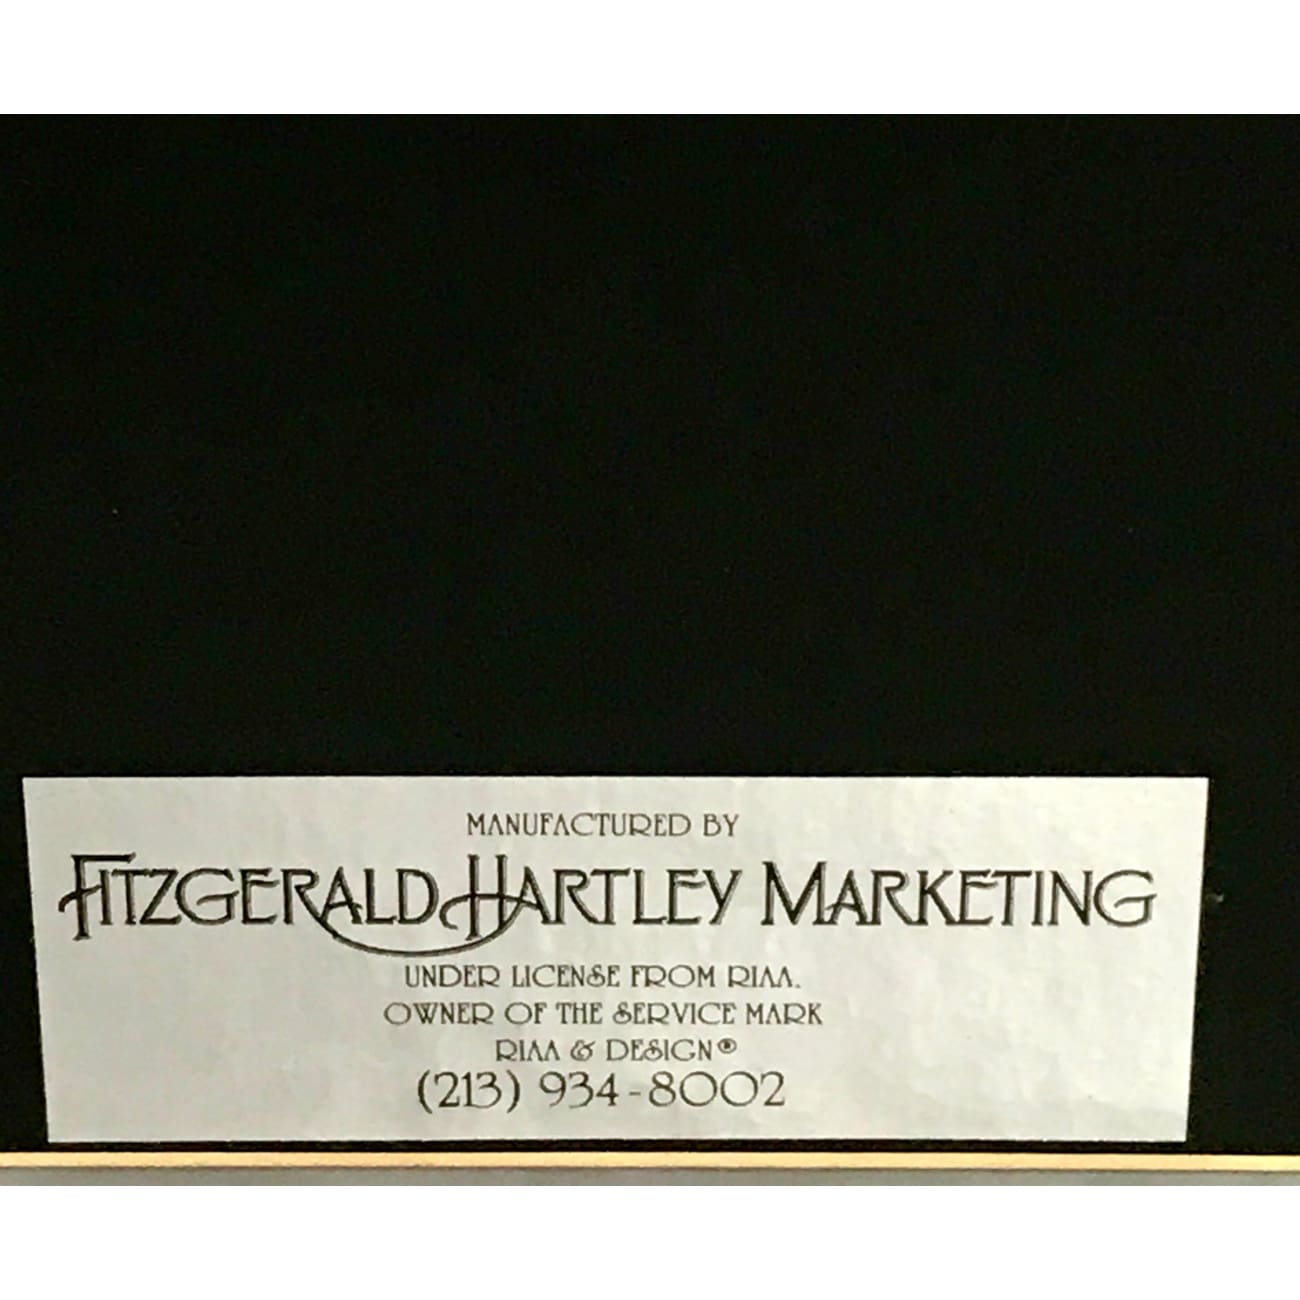 MANUFACTURED BY
FITZGERALD HARTLEY MARKETING
UNDER LICENSE FROM RIAA.
OWNER OF THE SERVICE MARK
RIAA & DESIGN®
(213) 934-8002